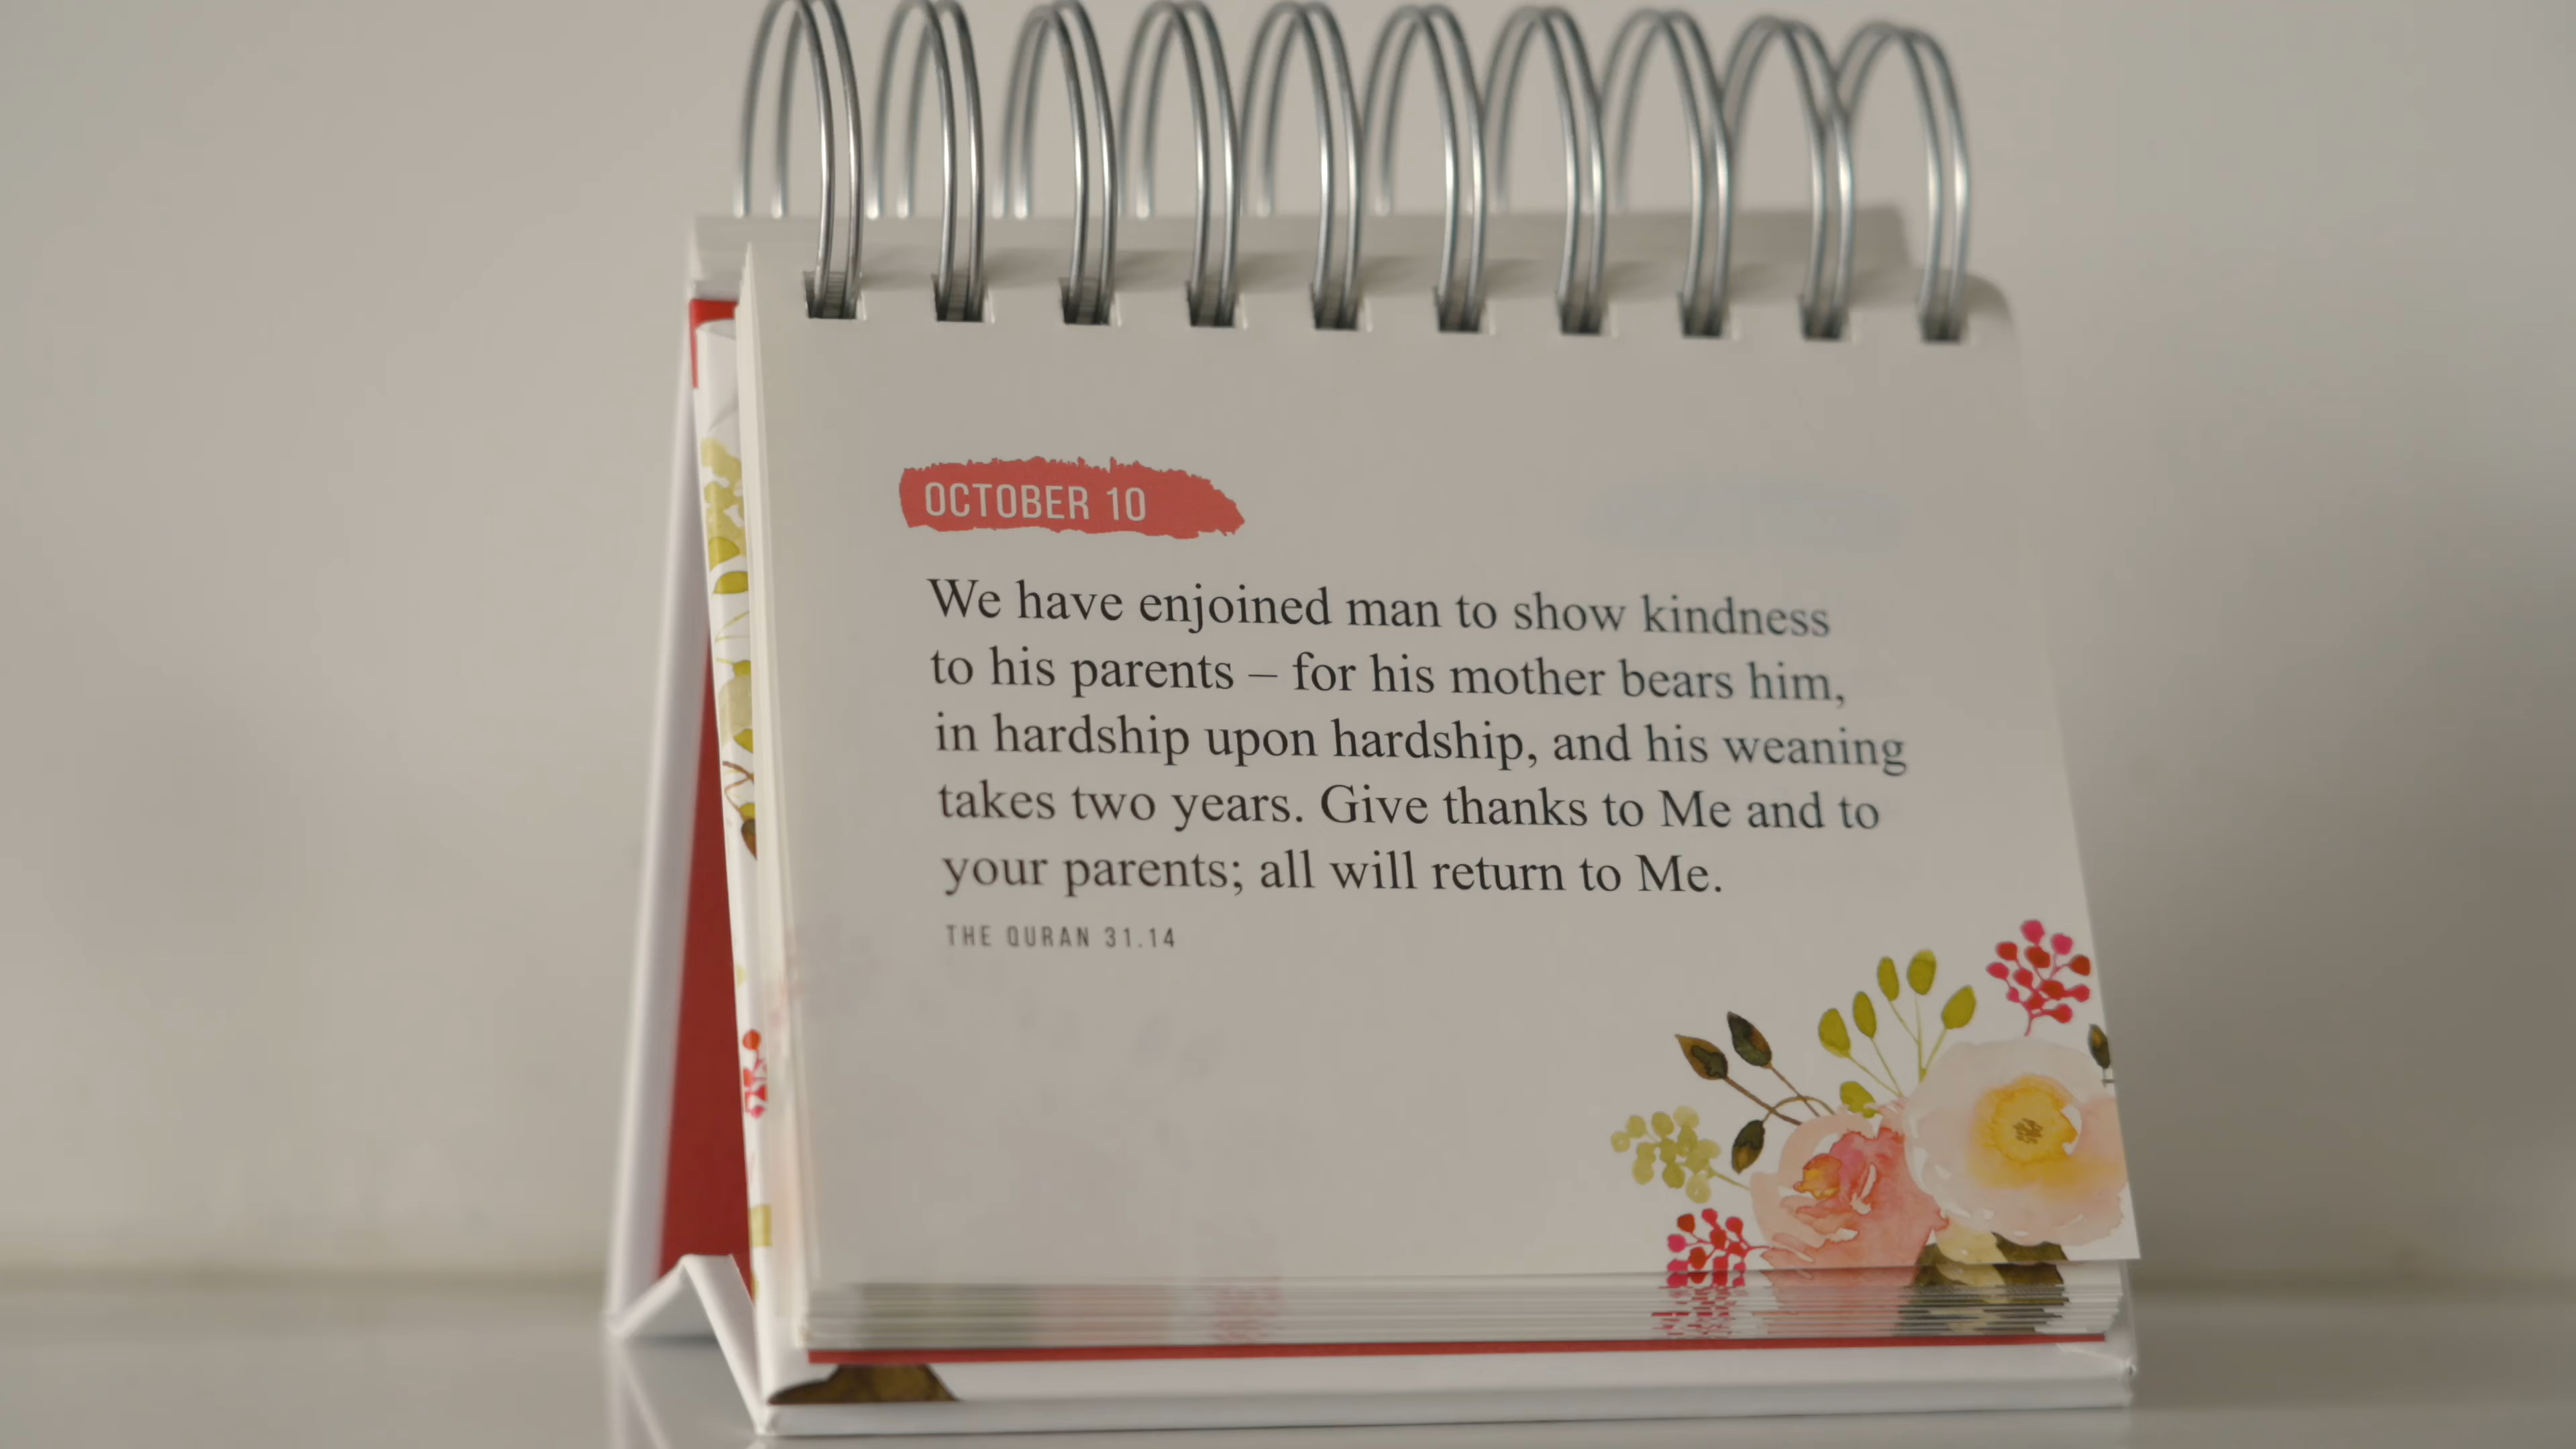 OCTOBER 10
We have enjoined man to show kindness
to his parents – for his mother bears him,
in hardship upon hardship, and his weaning
takes two years. Give thanks to Me and to
your parents; all will return to Me.
THE QURAN 31.14